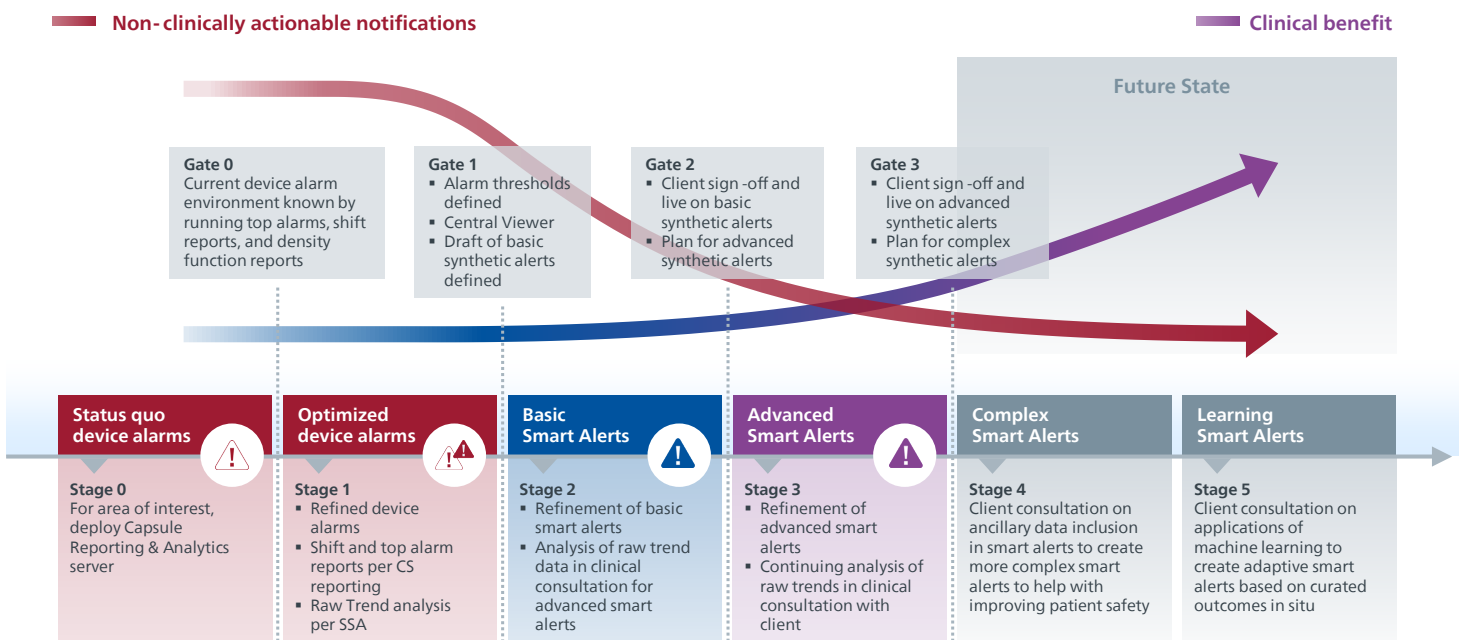 Non-clinically actionable notifications
Clinical benefit
Future State
Gate 0
Current device alarm
environment known by
running top alarms, shift
reports, and density
function reports
Gate 1
▪ Alarm thresholds
defined
▪ Central Viewer
▪ Draft of basic
synthetic alerts
defined
Gate 2
▪ Client sign -off and
live on basic
synthetic alerts
▪ Plan for advanced
synthetic alerts
Gate 3
▪ Client sign -off and
live on advanced
synthetic alerts
▪ Plan for complex
synthetic alerts
Status quo
device alarms
Stage 0
For area of interest,
deploy Capsule
Reporting & Analytics
server
Optimized
device alarms
Stage 1
▪ Refined device
alarms
▪ Shift and top alarm
reports per CS
reporting
▪ Raw Trend analysis
per SSA
Basic
Smart Alerts
Stage 2
▪ Refinement of basic
smart alerts
▪ Analysis of raw trend
data in clinical
consultation for
advanced smart
alerts
Advanced
Smart Alerts
Stage 3
▪ Refinement of
advanced smart
alerts
▪ Continuing analysis of
raw trends in clinical
consultation with
client
Complex
Smart Alerts
Stage 4
Client consultation on
ancillary data inclusion
in smart alerts to create
more complex smart
alerts to help with
improving patient safety
Learning
Smart Alerts
Stage 5
Client consultation on
applications of
machine learning to
create adaptive smart
alerts based on curated
outcomes in situ